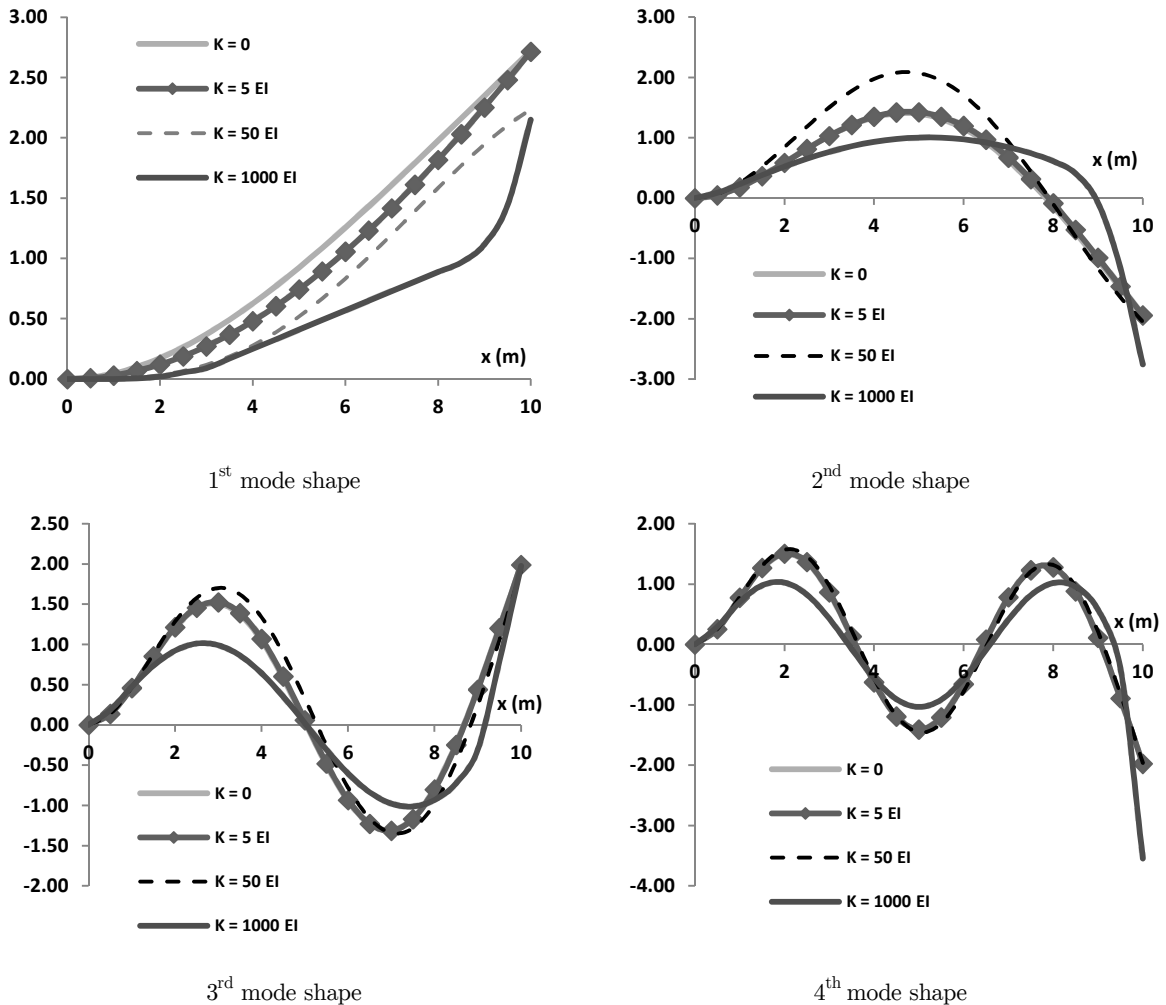 3.00
2.50
2.00
1.50
1.00
0.50
0.00
K = 0
K = 5 EI
K = 50 EI
K = 1000 EI
x (m)
0 2 4 6 8 10
1st mode shape
3.00
2.00
1.00
0.00
-1.00
-2.00
-3.00
x (m)
0 2 4 6 8 10
K = 0
K = 5 EI
K = 50 EI
K = 1000 EI
2nd mode shape
2.50
2.00
1.50
1.00
0.50
0.00
-0.50
-1.00
-1.50
-2.00
x (m)
0 2 4 6 8 10
K = 0
K = 5 EI
K = 50 EI
K = 1000 EI
3rd mode shape
2.00
1.00
0.00
-1.00
-2.00
-3.00
-4.00
x (m)
0 2 4 6 8 10
K = 0
K = 5 EI
K = 50 EI
K = 1000 EI
4th mode shape